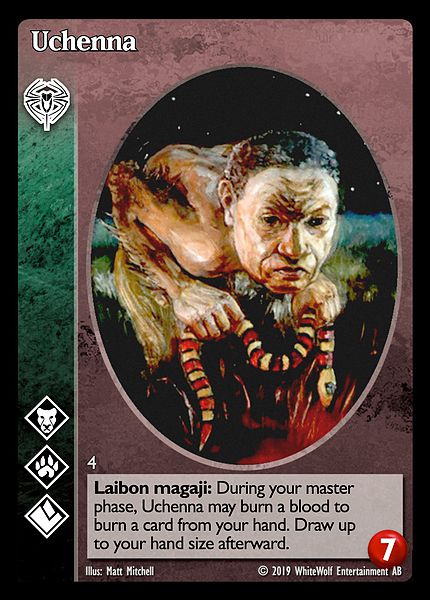 Uchenna
4
Laibon magaji: During your master
phase, Uchenna may burn a blood to
burn a card from your hand. Draw up
to your hand size afterward.
7
Illus: Matt Mitchell
© 2019 WhiteWolf Entertainment AB